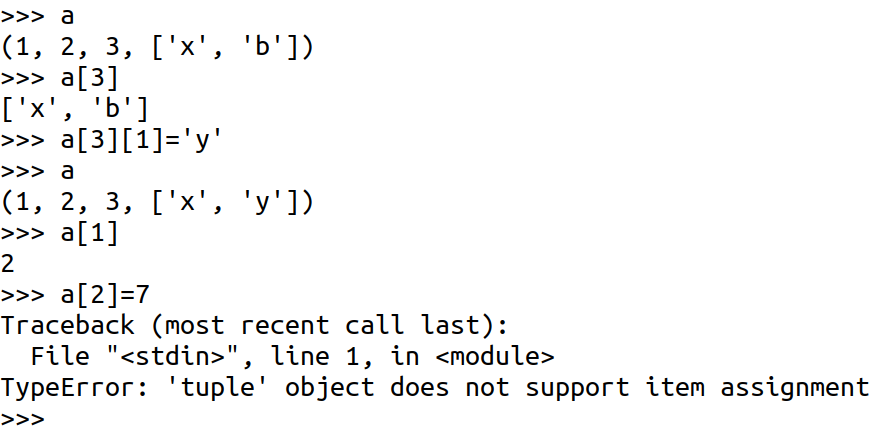 >>> a
(1, 2, 3, ['x', 'b'])
>>> a[3]
['x', 'b']
>>> a[3][1]='y'
>>> a
(1, 2, 3, ['x', 'y'])
>>> a[1]
2
>>> a[2]=7
Traceback (most recent call last):
  File "<stdin>", line 1, in <module>
TypeError: 'tuple' object does not support item assignment
>>>